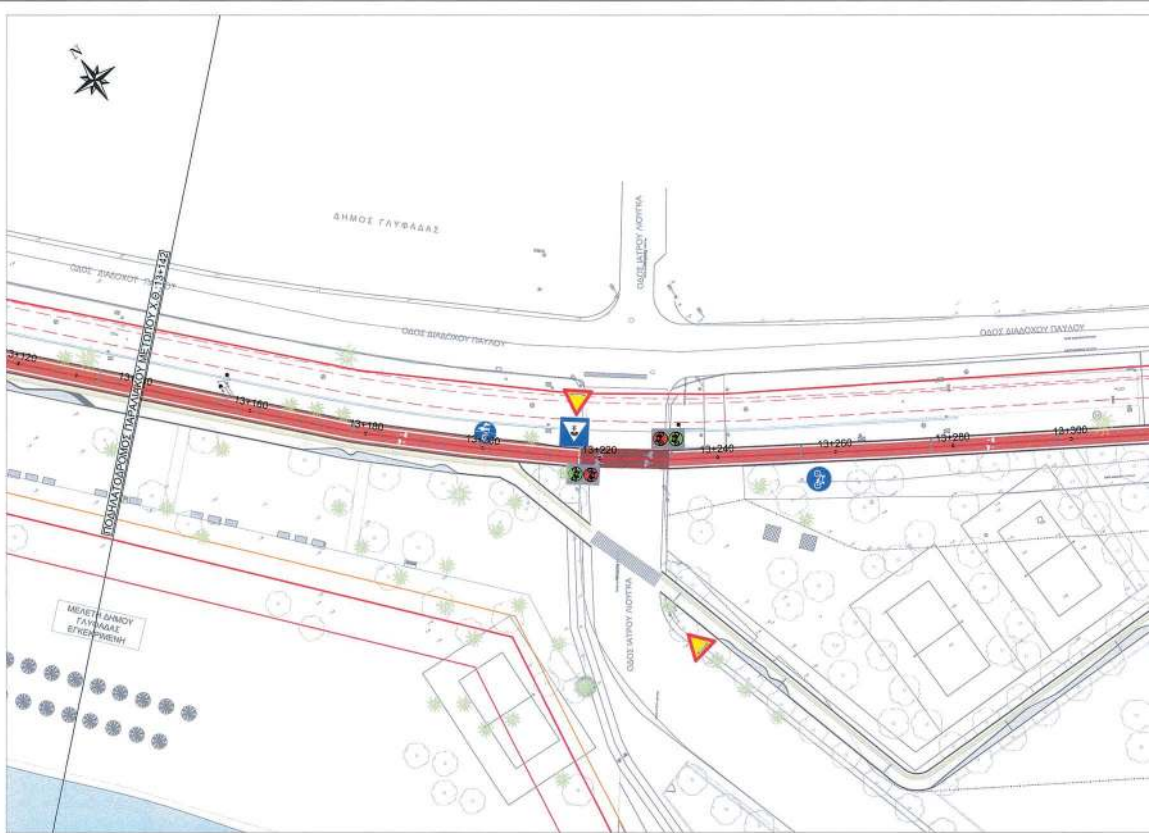 N
ΔΗΜΟΣ ΓΛΥΦΑΔΑΣ
ΟΔΟΣ ΙΑΤΡΟΥ ΛΙΟΥΓΚΑ
ΟΔΟΣ ΔΙΑΔΟΧΟΥ
ΟΔΟΣ ΔΙΑΔΟΧΟΥ ΠΑΥΛΟΥ
ΟΔΟΣ ΔΙΑΔΟΧΟΥ ΠΑΥΛΟΥ
ΠΟΔΗΛΑΤΟΔΡΟΜΟΣ ΠΑΡΑΛΙΑΚΟΥ ΜΕΤΩΠΟΥ Χ.Θ.:13+142
13+120
13+160
13+180
13+220
13+240
13+260
13+280
13+300
ΟΔΟΣ ΙΑΤΡΟΥ ΛΙΟΥΓΚΑ
ΜΕΛΕΤΗ ΔΗΜΟΥ
ΓΛΥΦΑΔΑΣ
ΕΓΚΕΚΡΙΜΕΝΗ